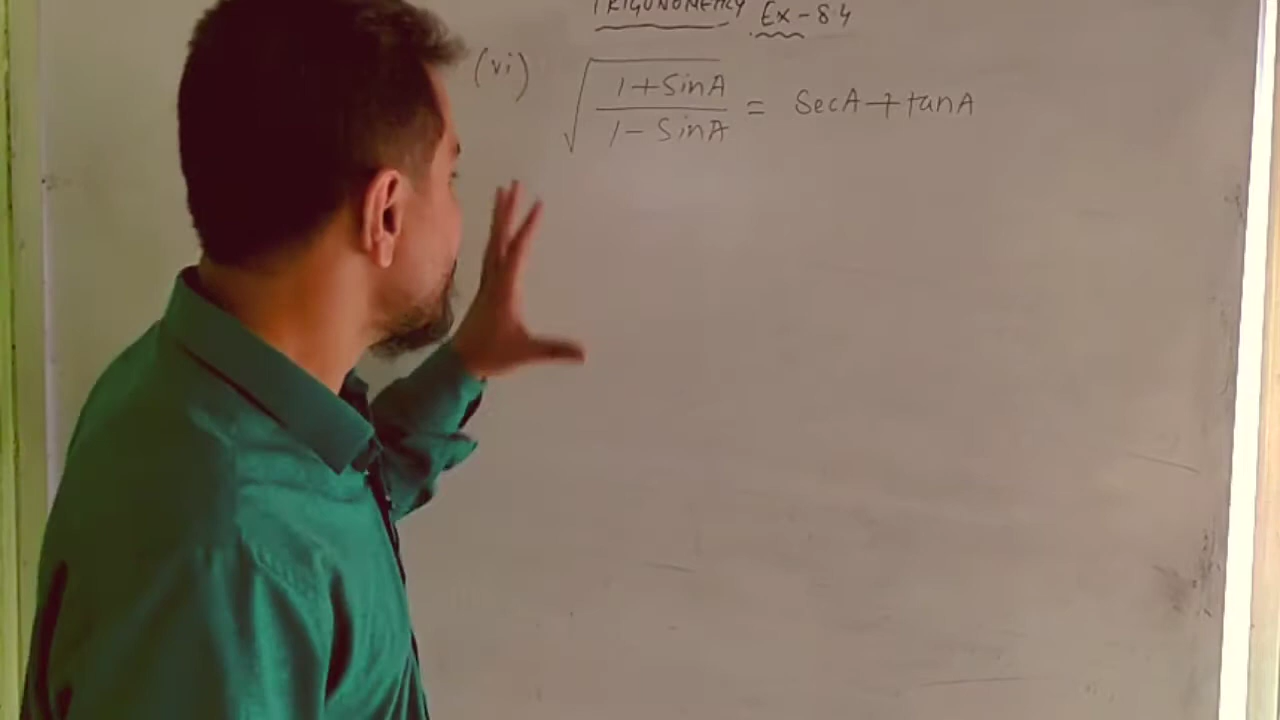 TRIGONOMETRY Ex-8.4
(vi) √(1+SinA / 1-SinA) = SecA+tanA